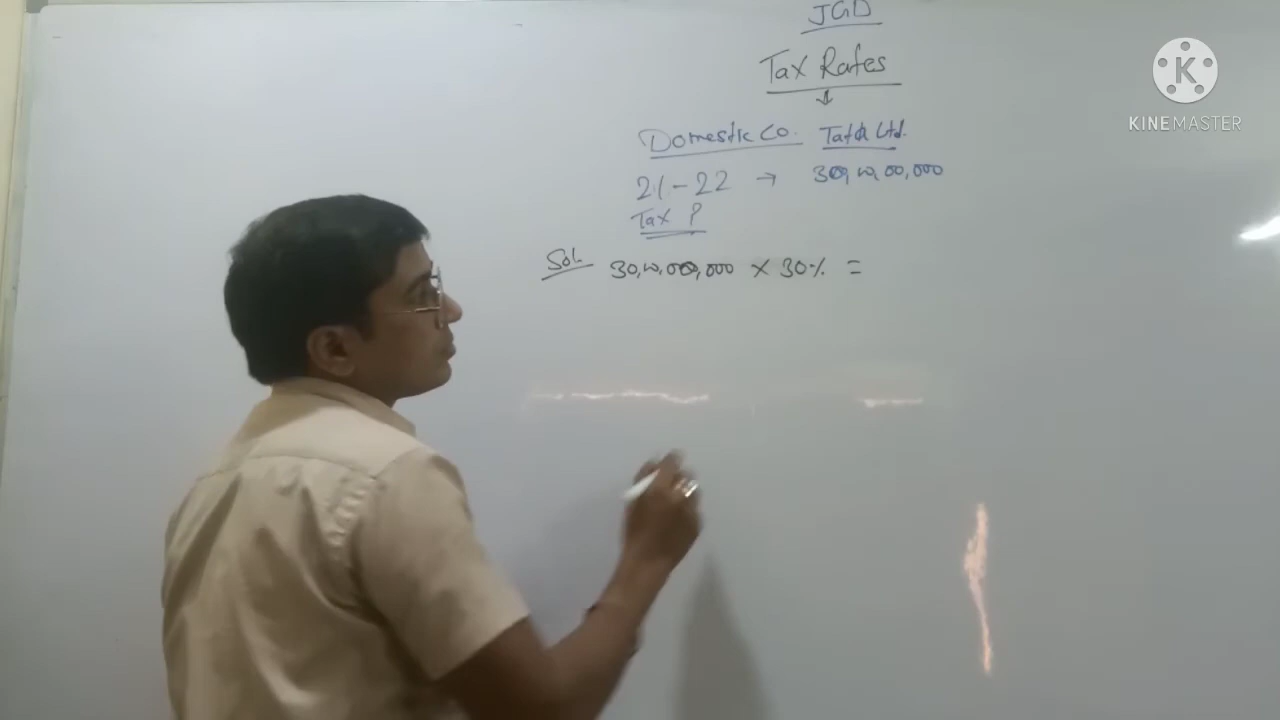 JGD
Tax Rates
Domestic Co. Tata Ltd.
21-22 → 30,00,00,000
Tax ?
Sol. 30,00,00,000 × 30% =
K
KINEMASTER